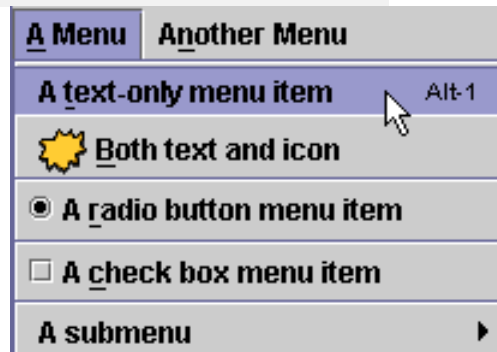 A Menu Another Menu
A text-only menu item Alt-1
Both text and icon
A radio button menu item
A check box menu item
A submenu